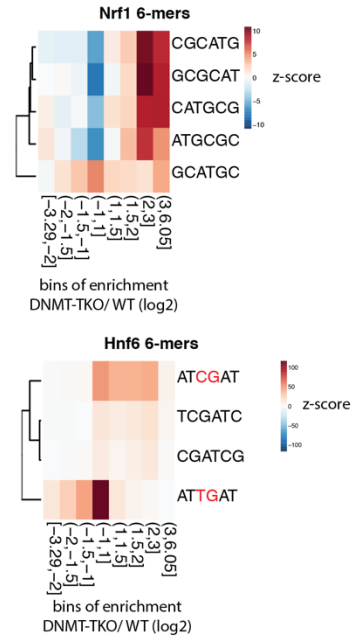 Nrf1 6-mers
CGCATG
GCGCAT
CATGCG
ATGCGC
GCATGC
10
5
0
-5
-10
z-score
[-3.29,-2]
(-2,-1.5]
(-1.5,-1]
(-1,1]
(1,1.5]
(1.5,2]
(2,3]
(3,6.05]
bins of enrichment
DNMT-TKO/ WT (log2)
Hnf6 6-mers
ATCGAT
TCGATC
CGATCG
ATTGAT
100
50
0
-50
-100
z-score
[-3.29,-2]
(-2,-1.5]
(-1.5,-1]
(-1,1]
(1,1.5]
(1.5,2]
(2,3]
(3,6.05]
bins of enrichment
DNMT-TKO/ WT (log2)